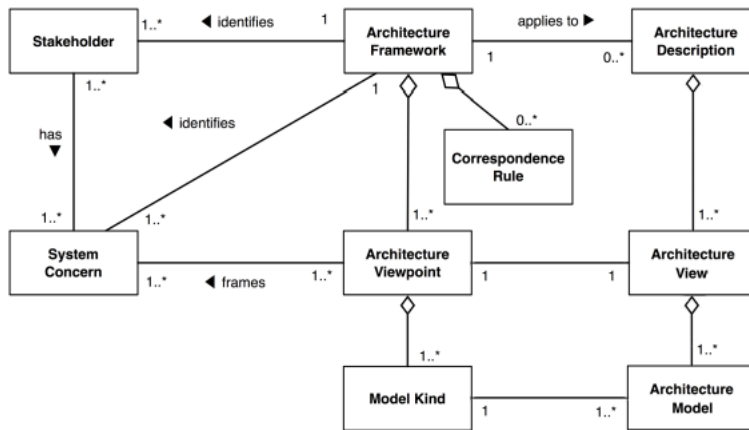 1..*
◄ identifies
1
Stakeholder
Architecture
Framework
applies to ►
1
0..*
Architecture
Description
1..*
1
has
▼
◄ identifies
0..*
Correspondence
Rule
1..*
1..*
1..*
1..*
System
Concern
1..*
◄ frames
1..*
Architecture
Viewpoint
1
1
Architecture
View
1..*
1..*
Model Kind
1
1..*
Architecture
Model